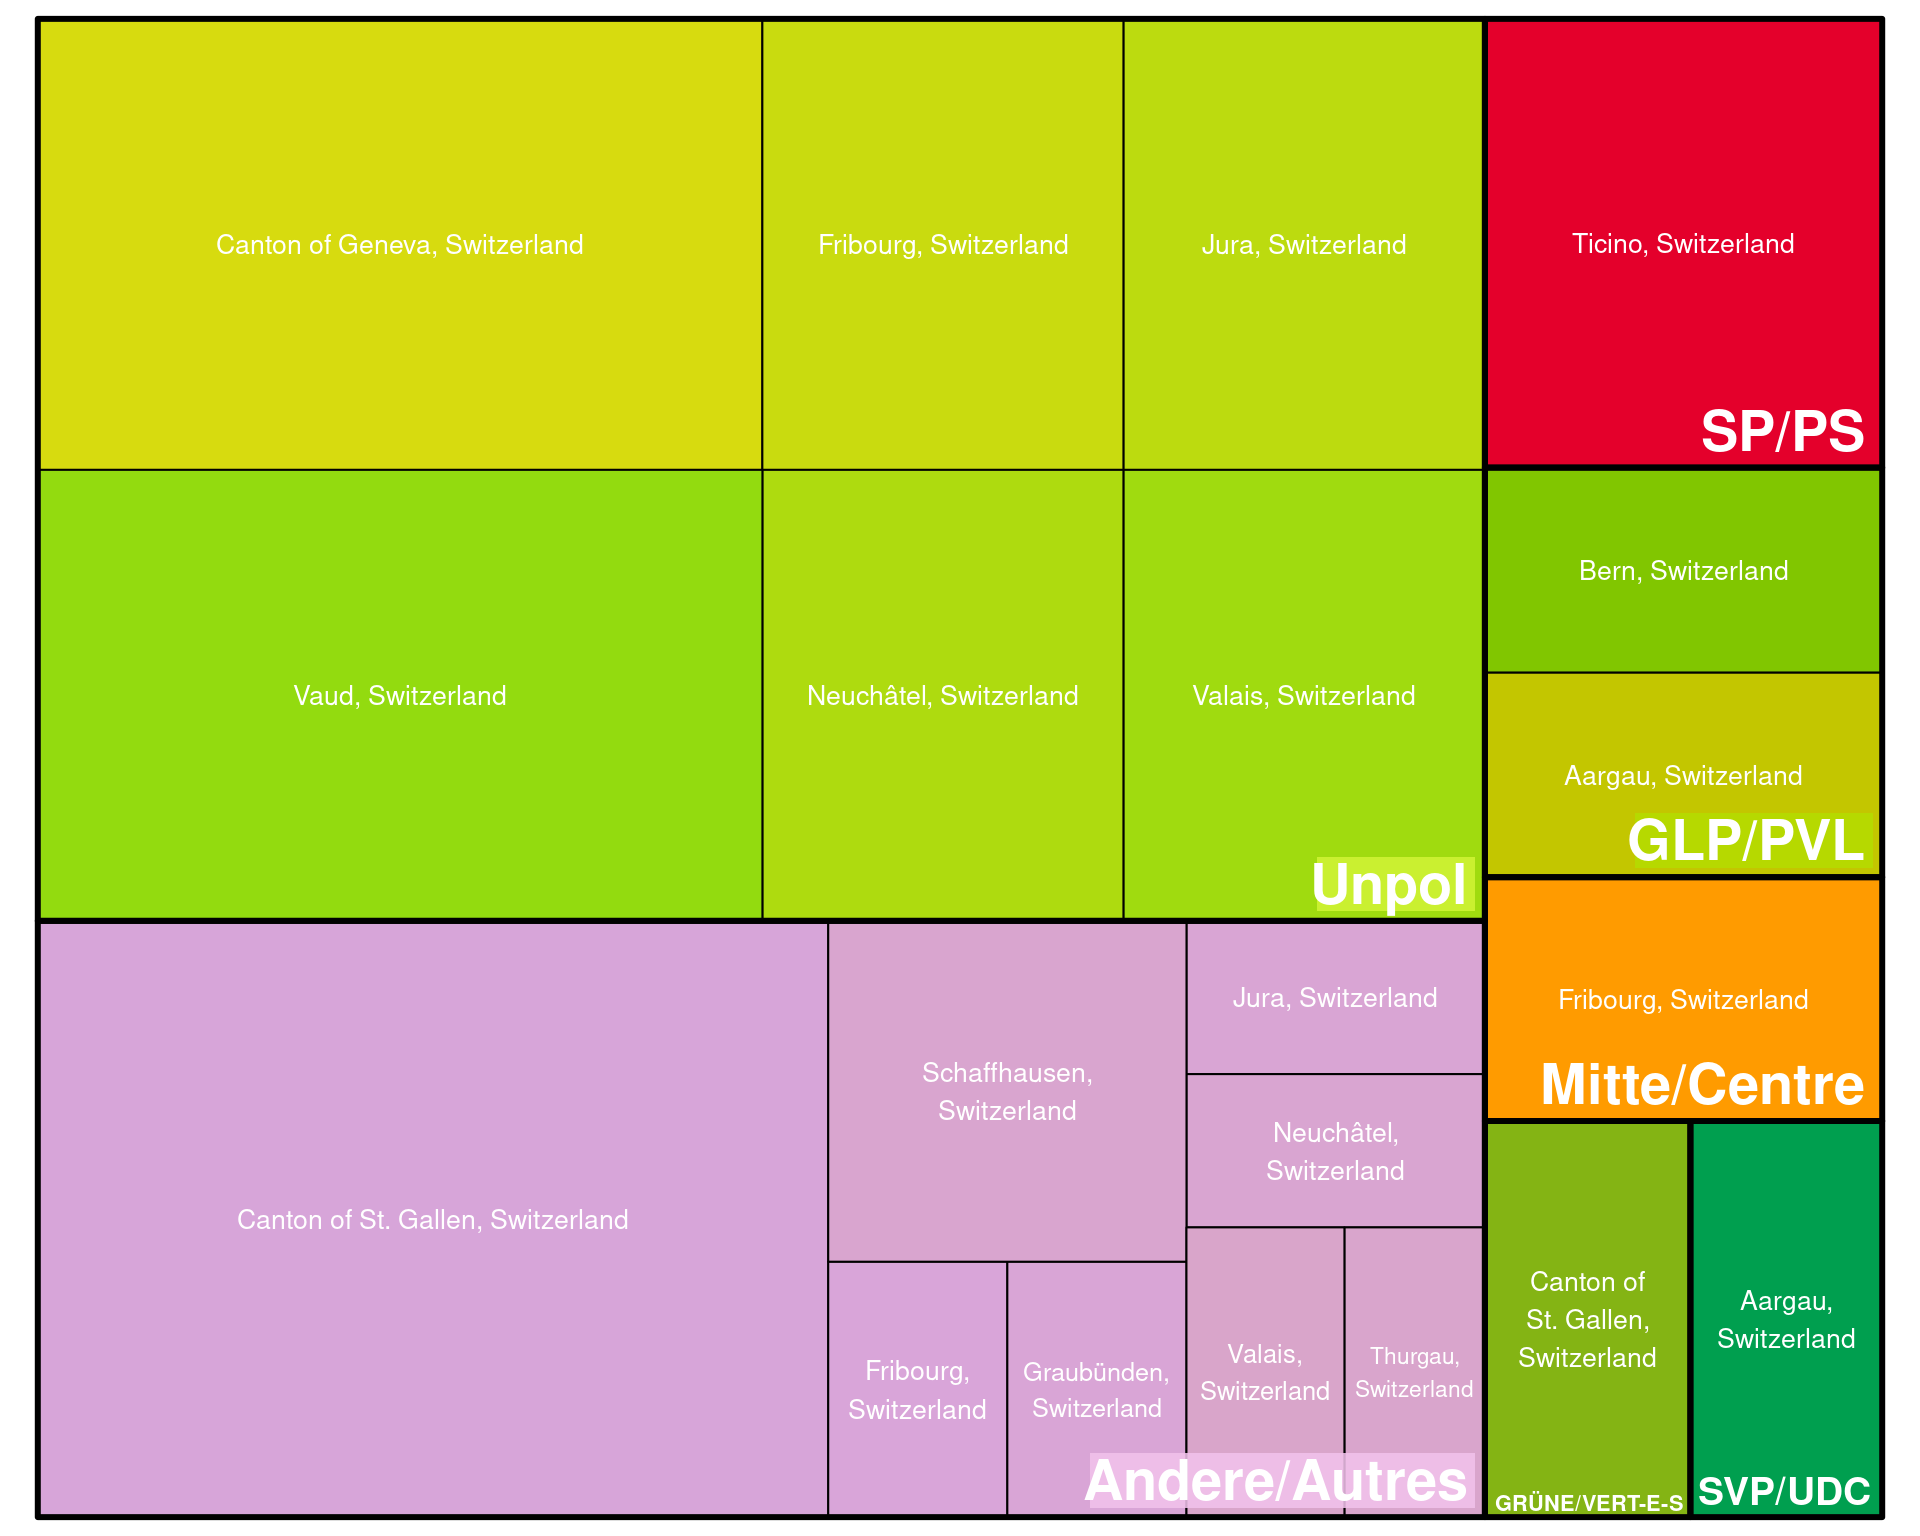 Canton of Geneva, Switzerland
Fribourg, Switzerland
Jura, Switzerland
Vaud, Switzerland
Neuchâtel, Switzerland
Valais, Switzerland
Unpol
Canton of St. Gallen, Switzerland
Schaffhausen,
Switzerland
Fribourg,
Switzerland
Graubünden,
Switzerland
Jura, Switzerland
Neuchâtel,
Switzerland
Valais,
Switzerland
Thurgau,
Switzerland
Andere/Autres
Ticino, Switzerland
SP/PS
Bern, Switzerland
Aargau, Switzerland
GLP/PVL
Fribourg, Switzerland
Mitte/Centre
Canton of
St. Gallen,
Switzerland
GRÜNE/VERT-E-S
Aargau,
Switzerland
SVP/UDC